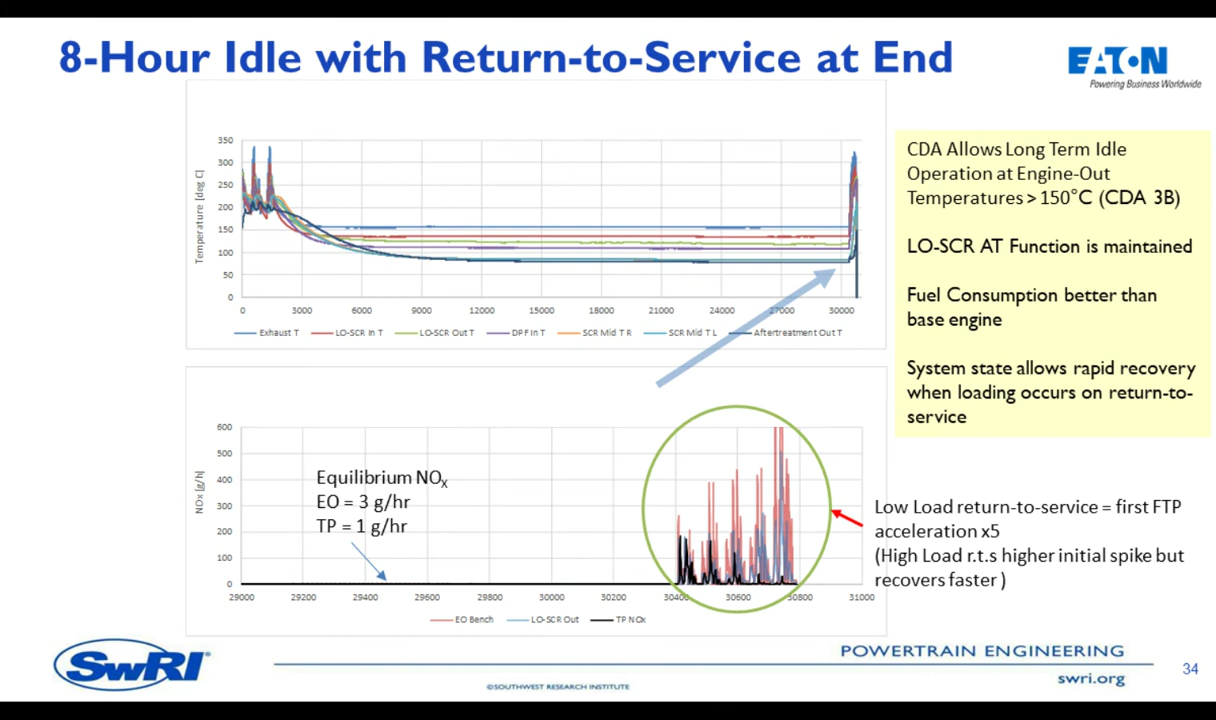 8-Hour Idle with Return-to-Service at End
EATON
Powering Business Worldwide
Temperature [deg C]
350
300
250
200
150
100
50
0
0 3000 6000 9000 12000 15000 18000 21000 24000 27000 30000
Exhaust T LO-SCR In T LO-SCR Out T DPF In T SCR Mid T R SCR Mid T L Aftertreatment Out T
CDA Allows Long Term Idle
Operation at Engine-Out
Temperatures > 150°C (CDA 3B)
LO-SCR AT Function is maintained
Fuel Consumption better than
base engine
System state allows rapid recovery
when loading occurs on return-to-
service
NOx [g/h]
600
500
400
300
200
100
0
29000 29200 29400 29600 29800 30000 30200 30400 30600 30800 31000
Equilibrium NOx
EO = 3 g/hr
TP = 1 g/hr
EO Bench LO-SCR Out TP NOx
Low Load return-to-service = first FTP
acceleration x5
(High Load r.t.s higher initial spike but
recovers faster )
SwRI®
POWERTRAIN ENGINEERING
swri.org
34
©SOUTHWEST RESEARCH INSTITUTE